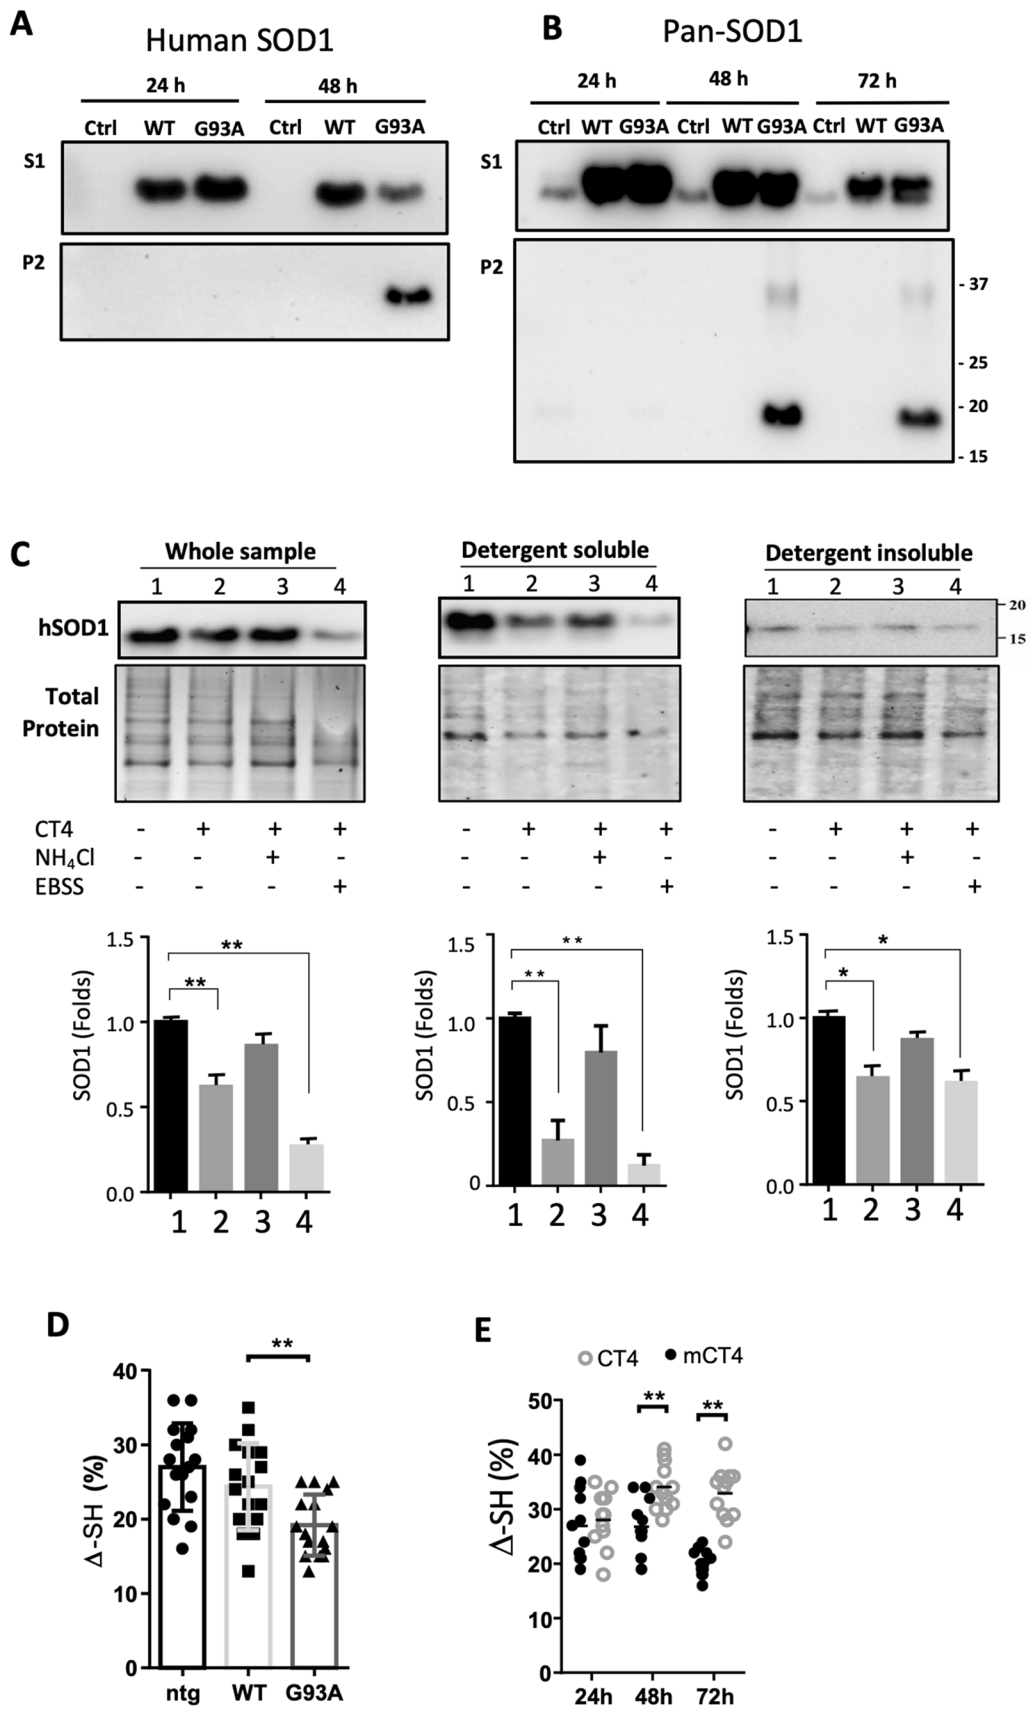 A
Human SOD1
24 h 48 h
Ctrl WT G93A Ctrl WT G93A
S1
P2
B
Pan-SOD1
24 h 48 h 72 h
Ctrl WT G93A Ctrl WT G93A Ctrl WT G93A
S1
P2
- 37
- 25
- 20
- 15
C
Whole sample Detergent soluble Detergent insoluble
1 2 3 4 1 2 3 4 1 2 3 4
hSOD1
20
15
Total
Protein
CT4 - + + + - + + + - + + +
NH₄Cl - - + - - - + - - - + -
EBSS - - - + - - - + - - - +
SOD1 (Folds)
1.5
1.0
0.5
0.0
** **
1 2 3 4
SOD1 (Folds)
1.5
1.0
0.5
0
** **
1 2 3 4
SOD1 (Folds)
1.5
1.0
0.5
0.0
* *
1 2 3 4
D
**
Δ-SH (%)
40
30
20
10
0
ntg WT G93A
E
CT4 mCT4
** **
Δ-SH (%)
50
40
30
20
10
0
24h 48h 72h